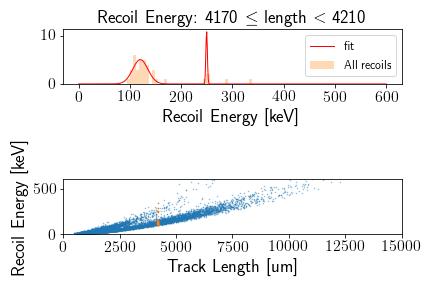 Recoil Energy: 4170 ≤ length < 4210
10
0
fit
All recoils
0 100 200 300 400 500 600
Recoil Energy [keV]
Recoil Energy [keV]
500
0
0 2500 5000 7500 10000 12500 15000
Track Length [um]